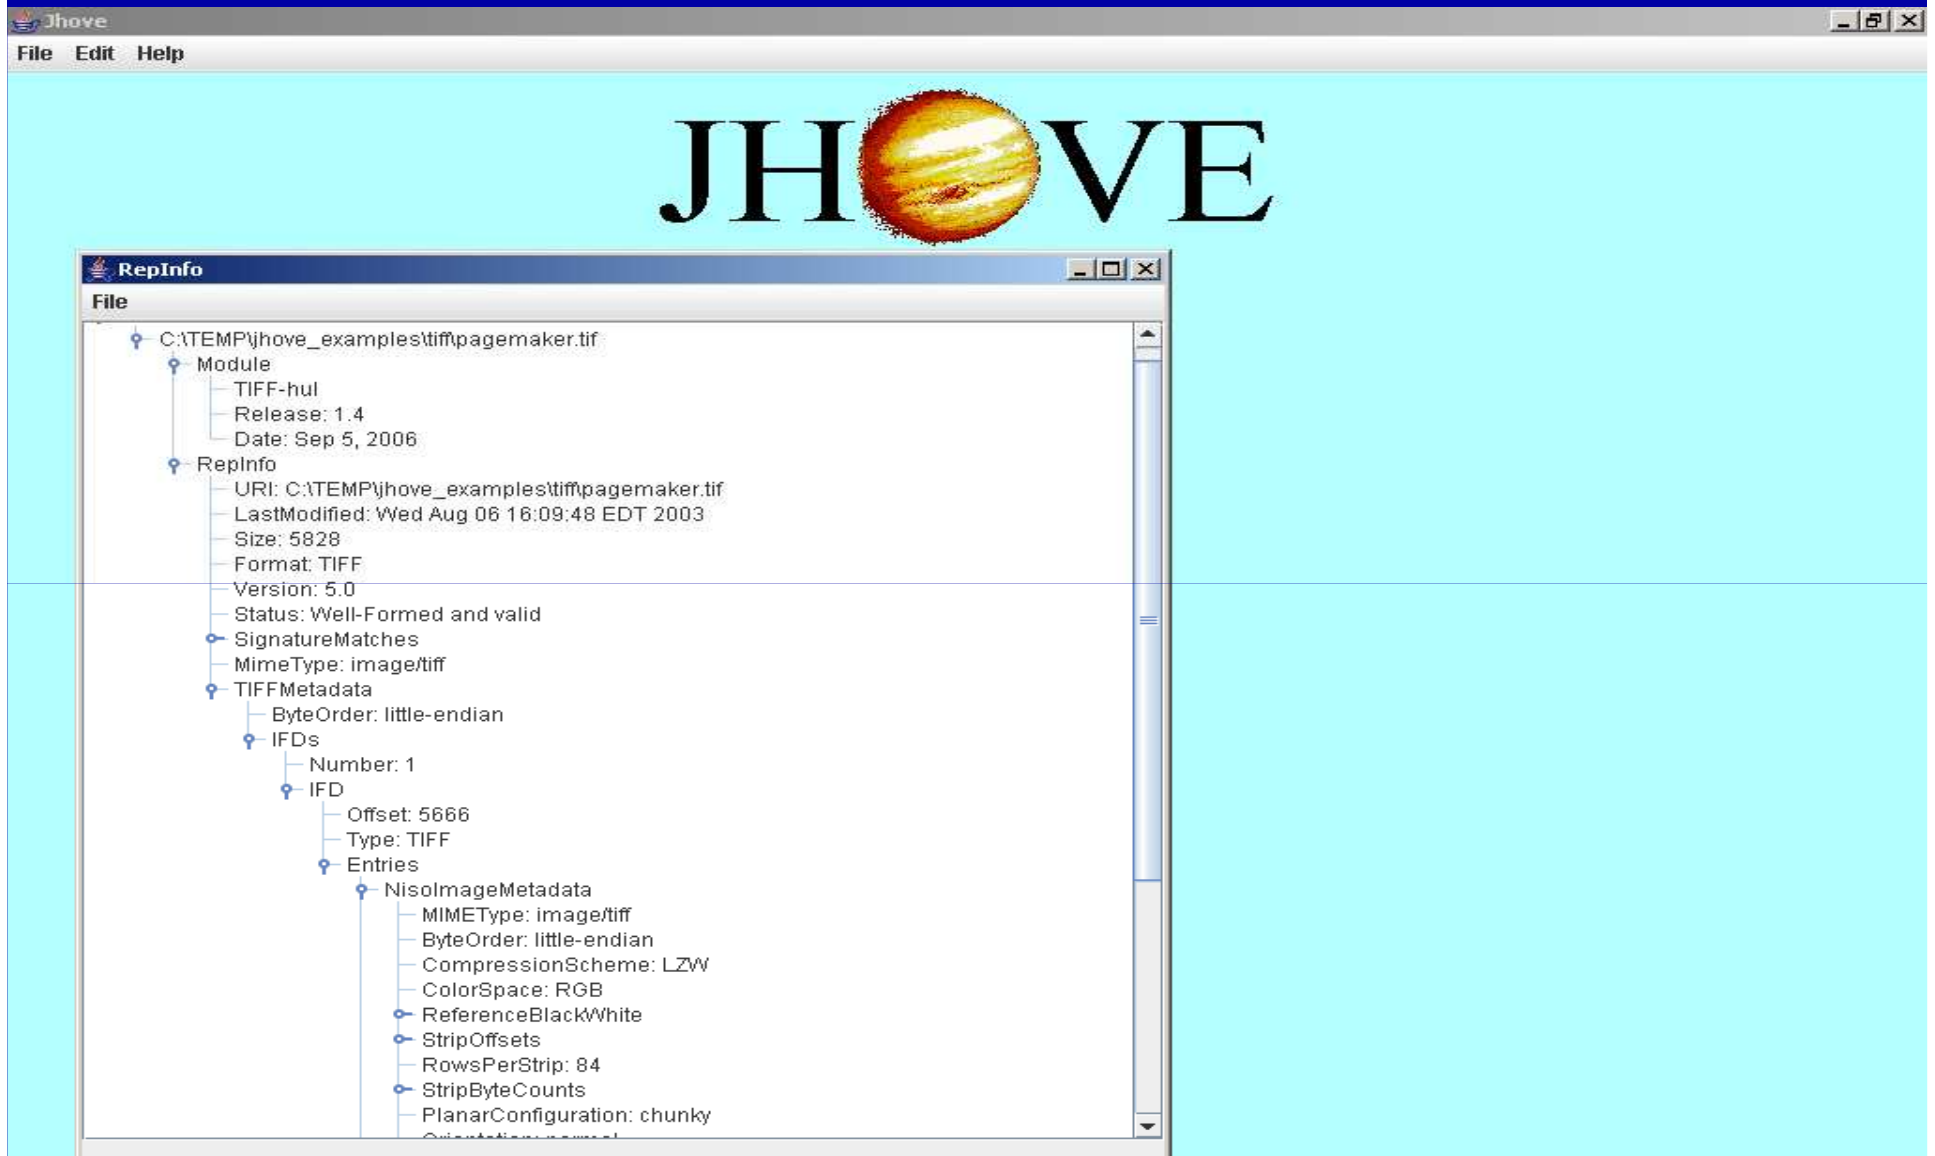 Jhove
File Edit Help
JHOVE
RepInfo
File
C:\TEMP\jhove_examples\tiff\pagemaker.tif
Module
TIFF-hul
Release: 1.4
Date: Sep 5, 2006
RepInfo
URI: C:\TEMP\jhove_examples\tiff\pagemaker.tif
LastModified: Wed Aug 06 16:09:48 EDT 2003
Size: 5828
Format: TIFF
Version: 5.0
Status: Well-Formed and valid
SignatureMatches
MimeType: image/tiff
TIFFMetadata
ByteOrder: little-endian
IFDs
Number: 1
IFD
Offset: 5666
Type: TIFF
Entries
NisoImageMetadata
MIMEType: image/tiff
ByteOrder: little-endian
CompressionScheme: LZW
ColorSpace: RGB
ReferenceBlackWhite
StripOffsets
RowsPerStrip: 84
StripByteCounts
PlanarConfiguration: chunky
Orientation: normal